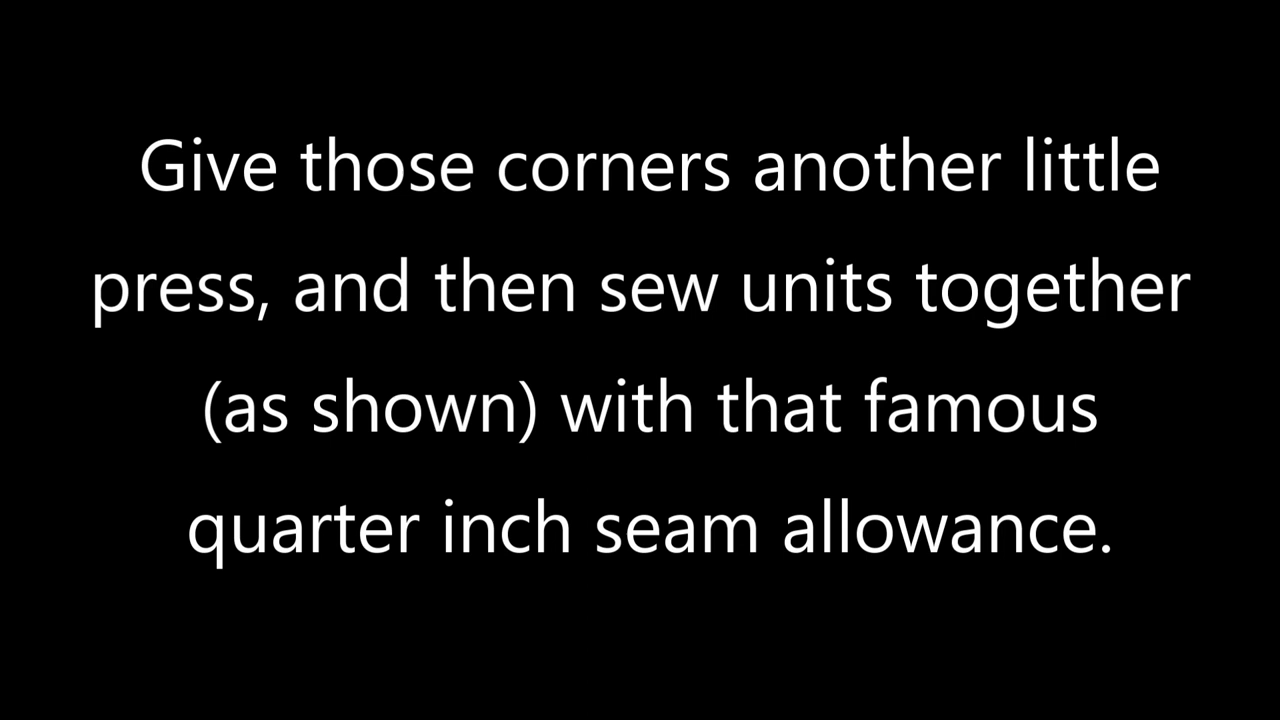 Give those corners another little
press, and then sew units together
(as shown) with that famous
quarter inch seam allowance.